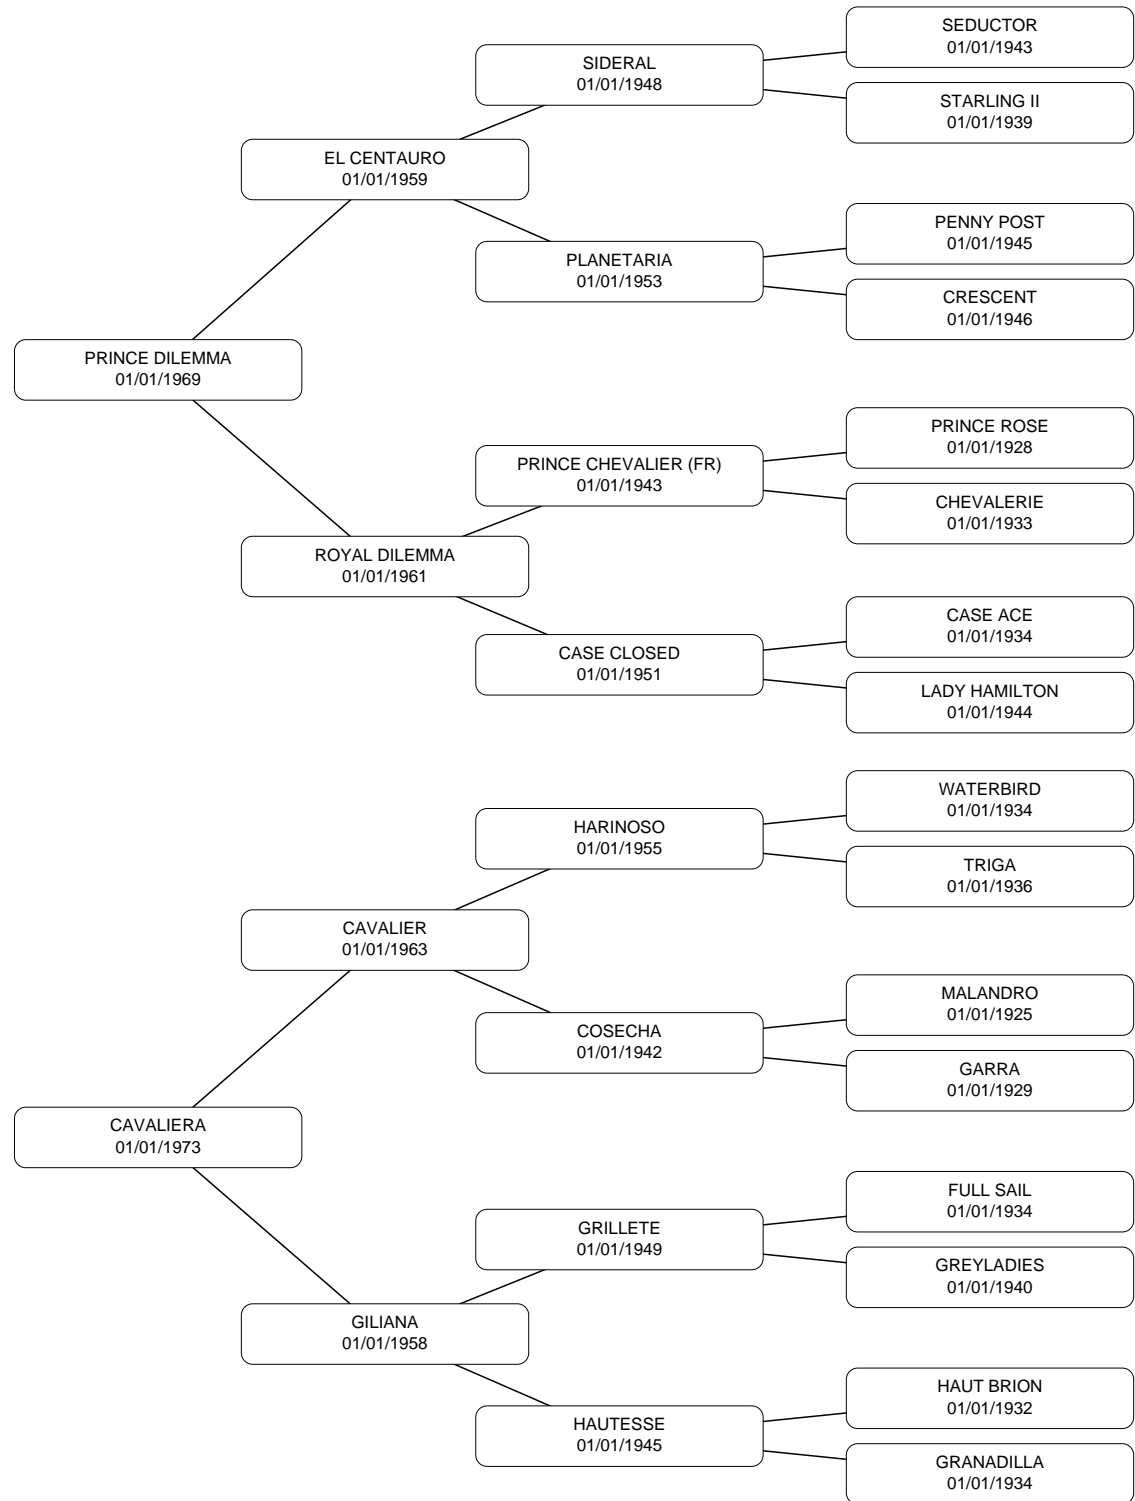 SEDUCTOR
01/01/1943
SIDERAL
01/01/1948
STARLING II
01/01/1939
EL CENTAURO
01/01/1959
PENNY POST
01/01/1945
PLANETARIA
01/01/1953
CRESCENT
01/01/1946
PRINCE DILEMMA
01/01/1969
PRINCE ROSE
01/01/1928
PRINCE CHEVALIER (FR)
01/01/1943
CHEVALERIE
01/01/1933
ROYAL DILEMMA
01/01/1961
CASE ACE
01/01/1934
CASE CLOSED
01/01/1951
LADY HAMILTON
01/01/1944
WATERBIRD
01/01/1934
HARINOSO
01/01/1955
TRIGA
01/01/1936
CAVALIER
01/01/1963
MALANDRO
01/01/1925
COSECHA
01/01/1942
GARRA
01/01/1929
CAVALIERA
01/01/1973
FULL SAIL
01/01/1934
GRILLETE
01/01/1949
GREYLADIES
01/01/1940
GILIANA
01/01/1958
HAUT BRION
01/01/1932
HAUTESSE
01/01/1945
GRANADILLA
01/01/1934